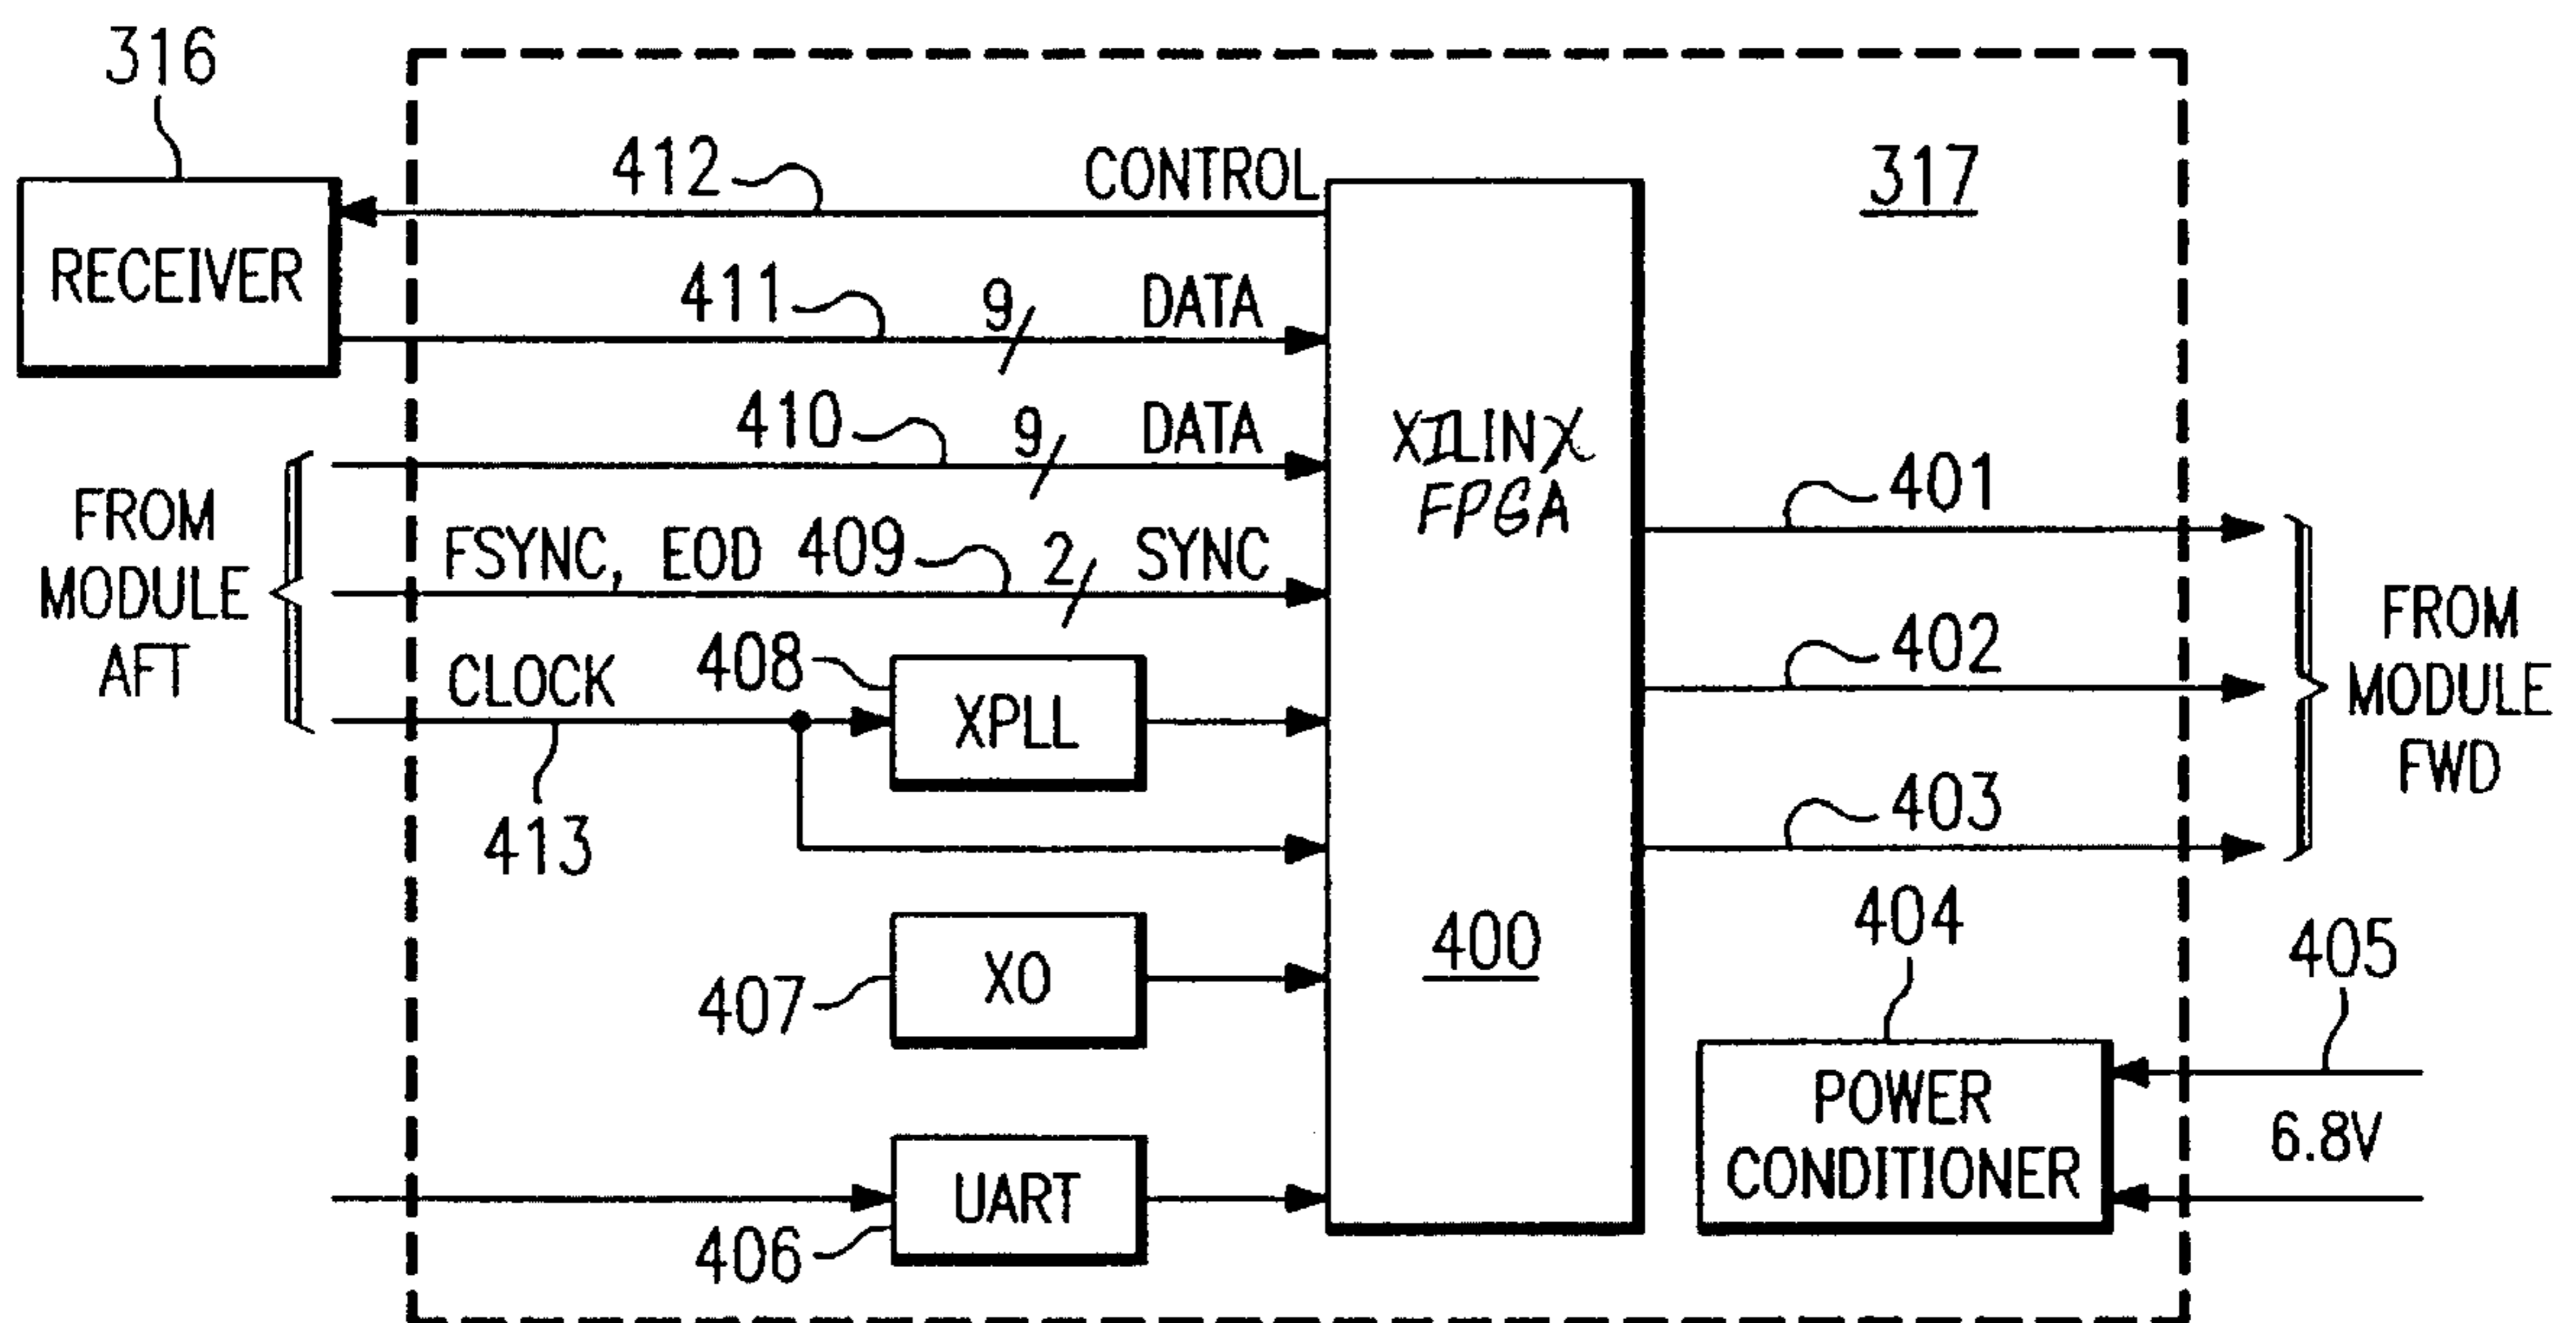 316
412
CONTROL
317
RECEIVER
411
9
DATA
410
9
DATA
XILINX
FPGA
401
FROM
MODULE
AFT
FSYNC, EOD
409
2
SYNC
402
FROM
MODULE
FWD
CLOCK
408
XPLL
413
403
400
404
405
407
XO
POWER
CONDITIONER
6.8V
UART
406